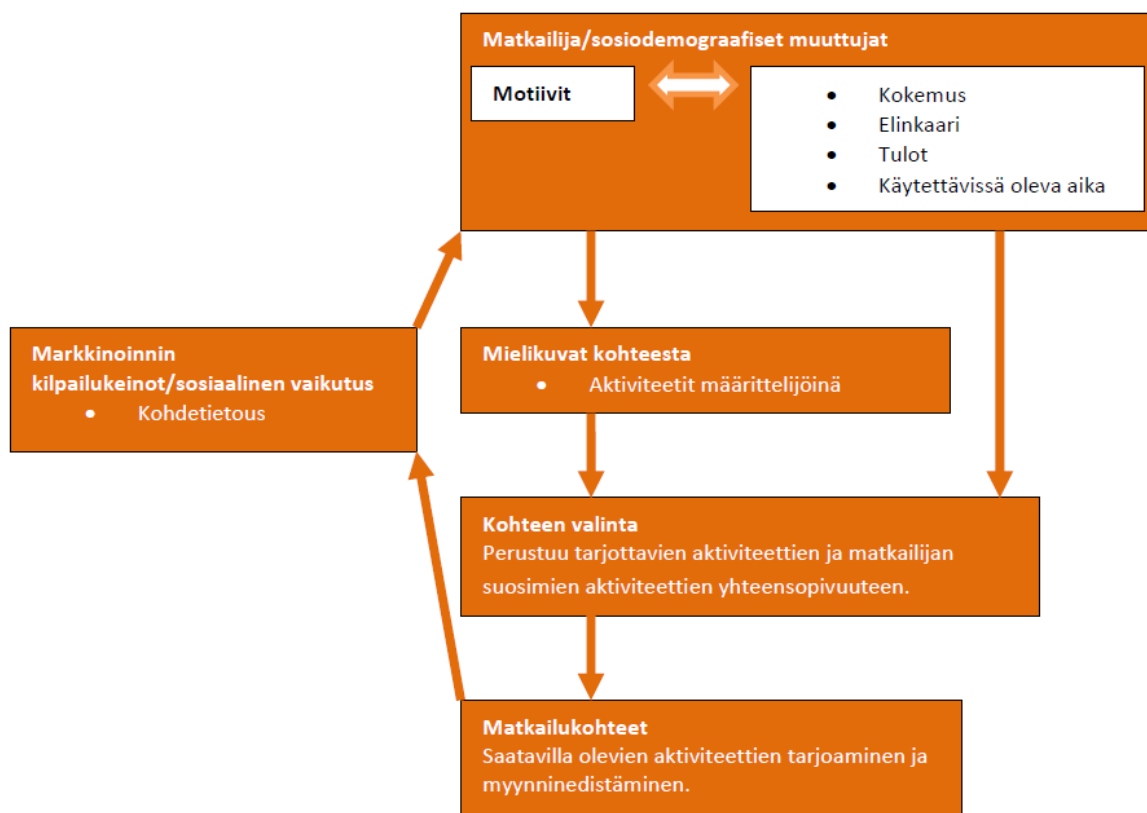 Matkailija/sosiodemograafiset muuttujat
Motiivit
• Kokemus
• Elinkaari
• Tulot
• Käytettävissä oleva aika
Markkinoinnin
kilpailukeinot/sosiaalinen vaikutus
• Kohdetietous
Mielikuvat kohteesta
• Aktiviteetit määrittelijöinä
Kohteen valinta
Perustuu tarjottavien aktiviteettien ja matkailijan
suosimien aktiviteettien yhteensopivuuteen.
Matkailukohteet
Saatavilla olevien aktiviteettien tarjoaminen ja
myynninedistäminen.